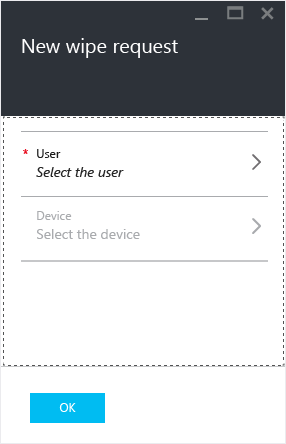 New wipe request
* User
Select the user
Device
Select the device
OK